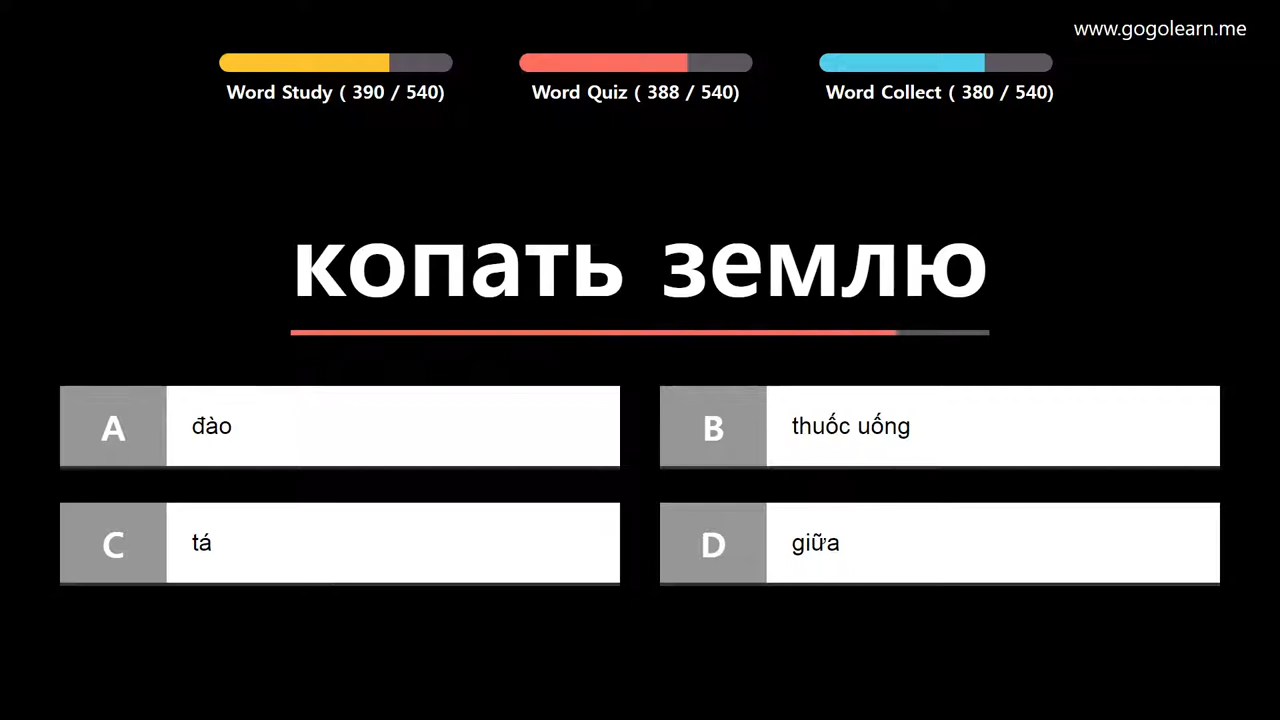 www.gogolearn.me
Word Study ( 390 / 540)
Word Quiz ( 388 / 540)
Word Collect ( 380 / 540)
копать землю
A
đào
B
thuốc uống
C
tá
D
giữa